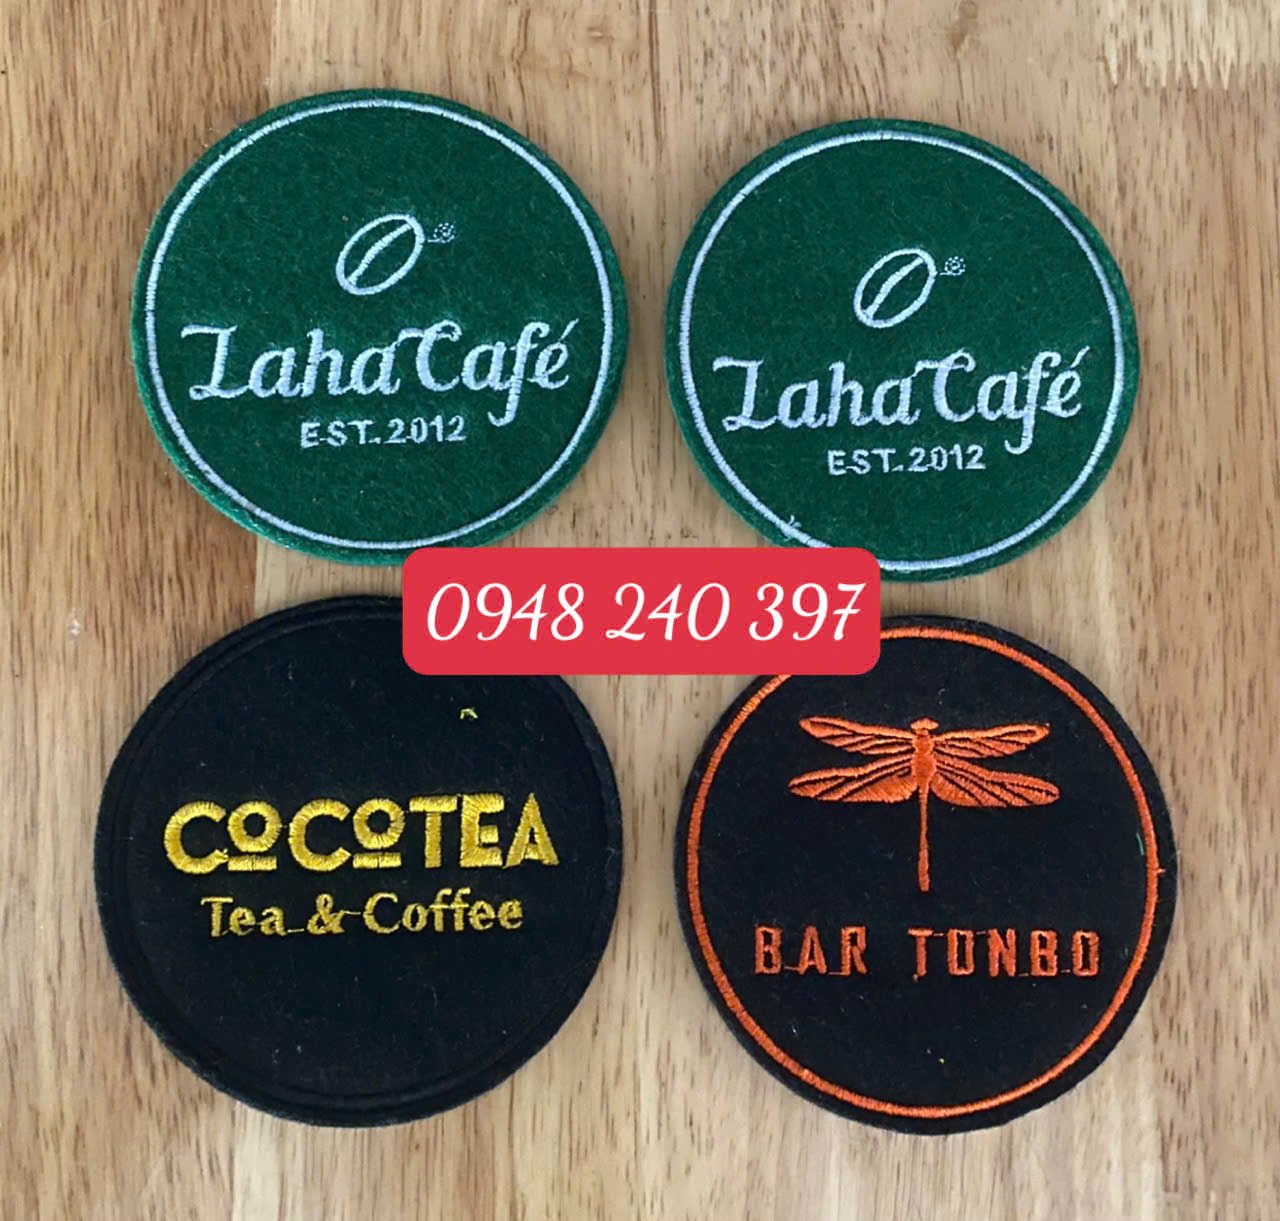 Laha Café
EST. 2012
Laha Café
EST. 2012
0948 240 397
COCOTEA
Tea & Coffee
BAR TONBO